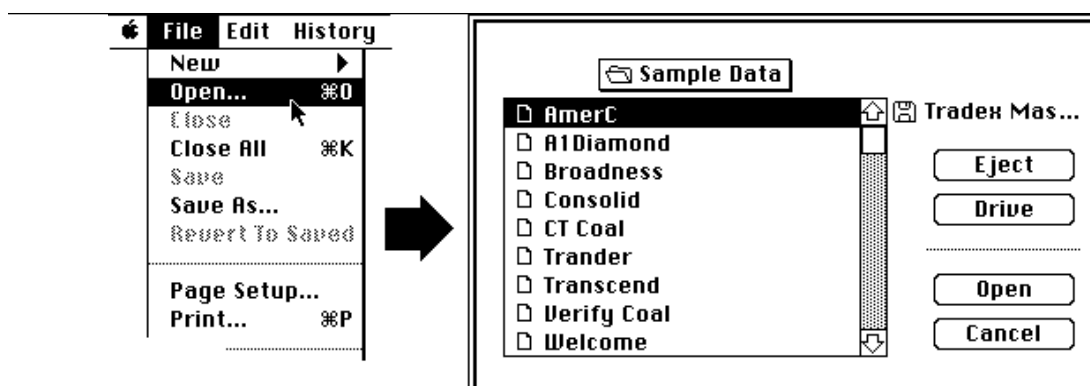 File Edit History
New
Open... ⌘O
Close
Close All ⌘K
Save
Save As...
Revert To Saved
Page Setup...
Print... ⌘P
Sample Data
AmerC
A1Diamond
Broadness
Consolid
CT Coal
Trander
Transcend
Verify Coal
Welcome
Tradex Mas...
Eject
Drive
Open
Cancel